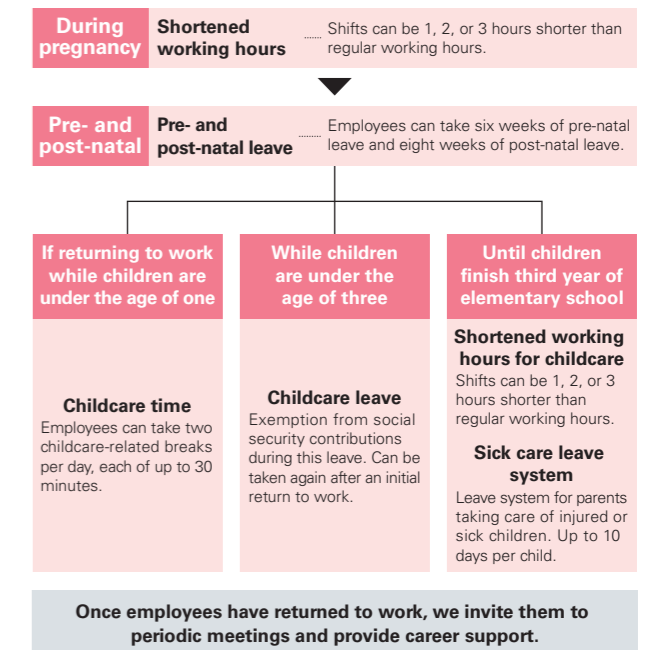 During
pregnancy
Shortened
working hours
Shifts can be 1, 2, or 3 hours shorter than
regular working hours.
Pre- and
post-natal
Pre- and
post-natal leave
Employees can take six weeks of pre-natal
leave and eight weeks of post-natal leave.
If returning to work
while children are
under the age of one
Childcare time
Employees can take two
childcare-related breaks
per day, each of up to 30
minutes.
While children
are under the
age of three
Childcare leave
Exemption from social
security contributions
during this leave. Can be
taken again after an initial
return to work.
Until children
finish third year of
elementary school
Shortened working
hours for childcare
Shifts can be 1, 2, or 3
hours shorter than
regular working hours.
Sick care leave
system
Leave system for parents
taking care of injured or
sick children. Up to 10
days per child.
Once employees have returned to work, we invite them to
periodic meetings and provide career support.